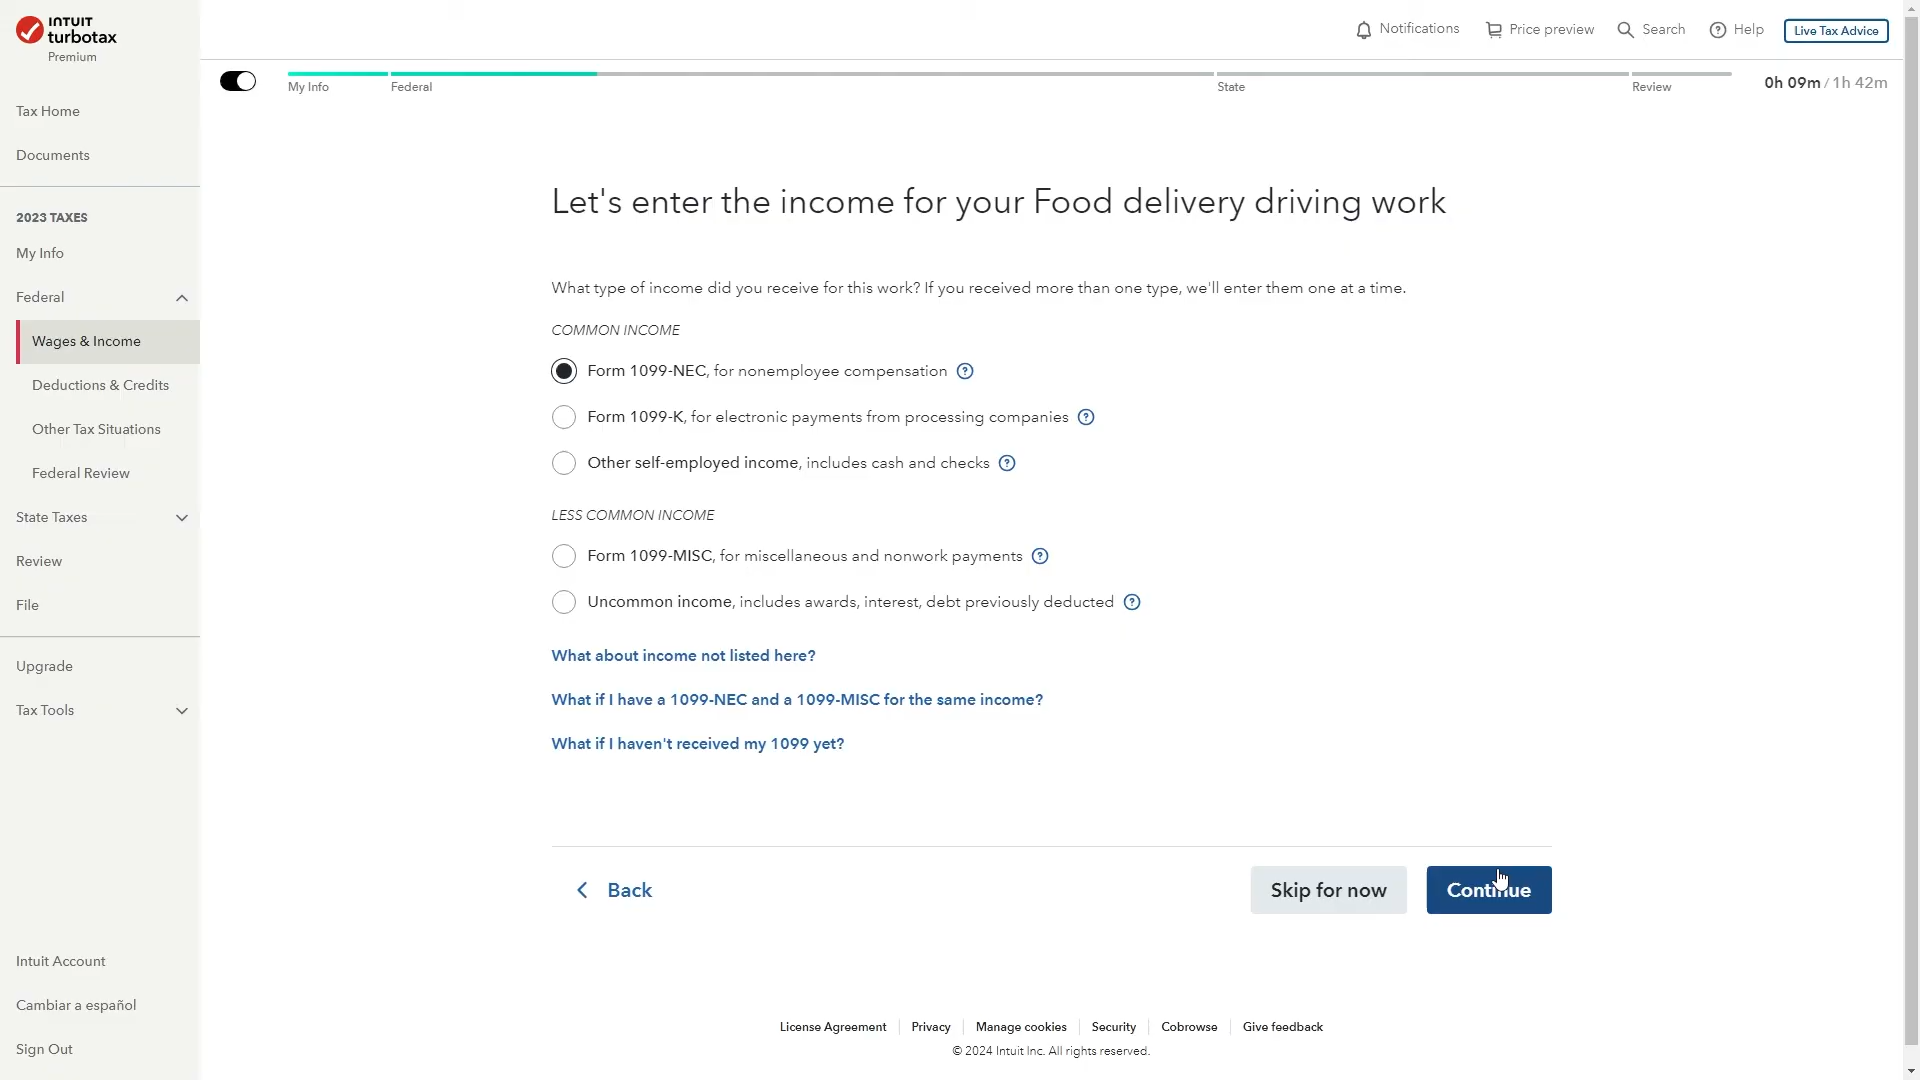 INTUIT
turbotax
Premium
Notifications
Price preview
Search
Help
Live Tax Advice
My Info
Federal
State
Review
0h 09m / 1h 42m
Tax Home
Documents
2023 TAXES
My Info
Federal
Wages & Income
Deductions & Credits
Other Tax Situations
Federal Review
State Taxes
Review
File
Upgrade
Tax Tools
Intuit Account
Cambiar a español
Sign Out
Let's enter the income for your Food delivery driving work
What type of income did you receive for this work? If you received more than one type, we'll enter them one at a time.
COMMON INCOME
Form 1099-NEC, for nonemployee compensation
Form 1099-K, for electronic payments from processing companies
Other self-employed income, includes cash and checks
LESS COMMON INCOME
Form 1099-MISC, for miscellaneous and nonwork payments
Uncommon income, includes awards, interest, debt previously deducted
What about income not listed here?
What if I have a 1099-NEC and a 1099-MISC for the same income?
What if I haven't received my 1099 yet?
Back
Skip for now
Continue
License Agreement
Privacy
Manage cookies
Security
Cobrowse
Give feedback
© 2024 Intuit Inc. All rights reserved.